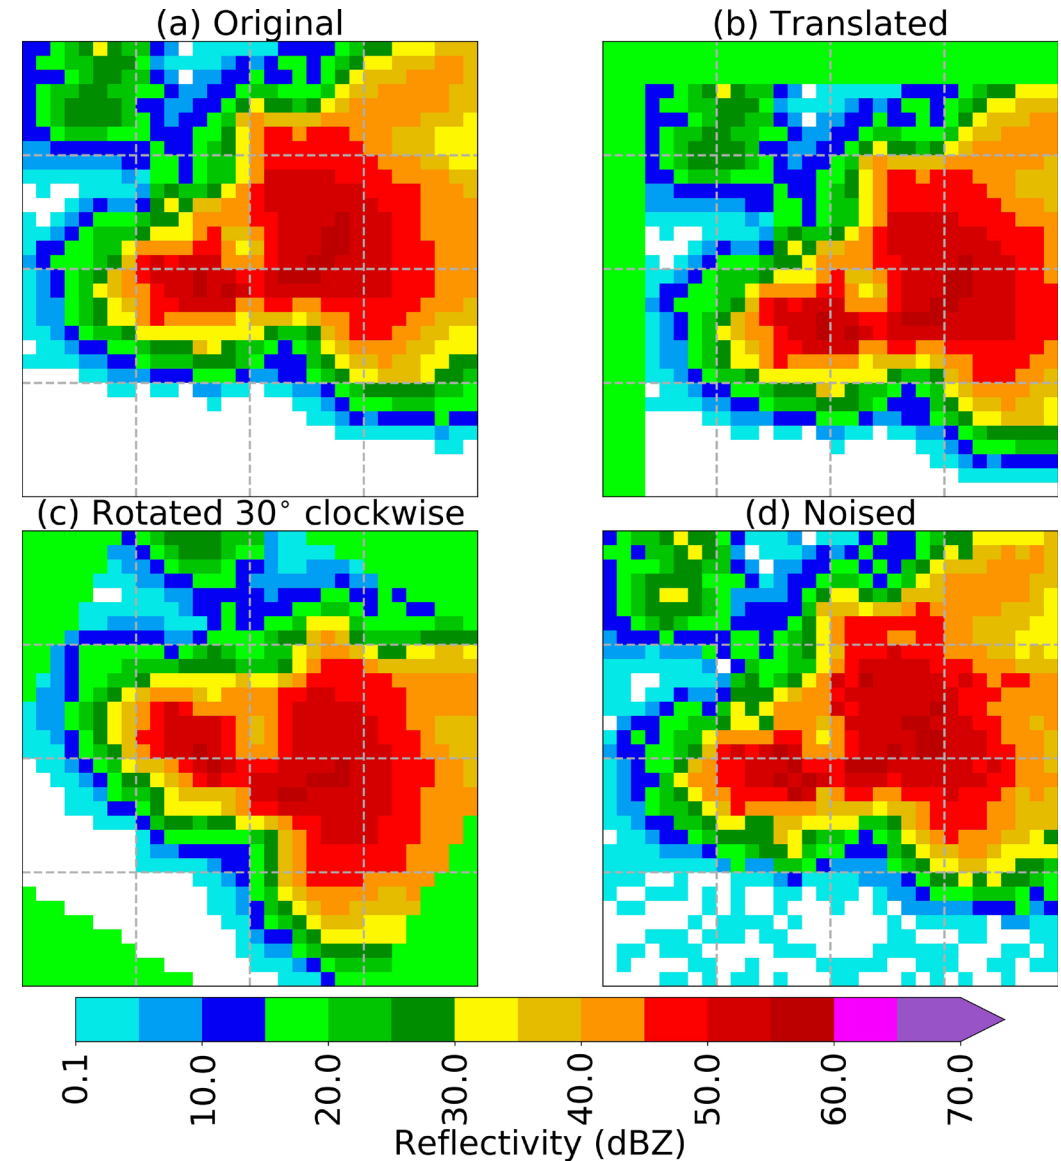 (a) Original
(b) Translated
(c) Rotated 30° clockwise
(d) Noised
0.1 10.0 20.0 30.0 40.0 50.0 60.0 70.0
Reflectivity (dBZ)